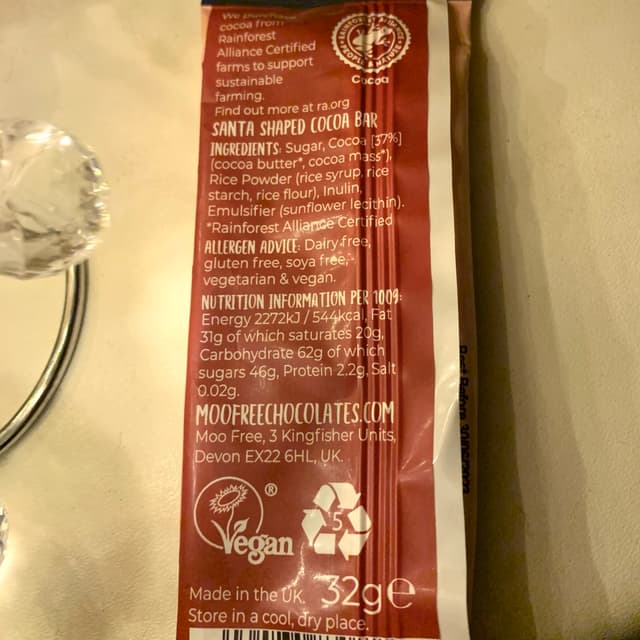 We purchase
cocoa from
Rainforest
Alliance Certified
farms to support
sustainable
farming.
Find out more at ra.org
PEOPLE & NATURE
Cocoa
SANTA SHAPED COCOA BAR
INGREDIENTS: Sugar, Cocoa [37%]
(cocoa butter*, cocoa mass*),
Rice Powder (rice syrup, rice
starch, rice flour), Inulin,
Emulsifier (sunflower lecithin).
*Rainforest Alliance Certified
ALLERGEN ADVICE: Dairy free,
gluten free, soya free,
vegetarian & vegan.
NUTRITION INFORMATION PER 100g:
Energy 2272kJ / 544kcal, Fat
31g of which saturates 20g,
Carbohydrate 62g of which
sugars 46g, Protein 2.2g, Salt
0.02g.
MOOFREECHOCOLATES.COM
Moo Free, 3 Kingfisher Units,
Devon EX22 6HL, UK.
Vegan
®
5
Made in the UK. 32g e
Store in a cool, dry place.
Best Before